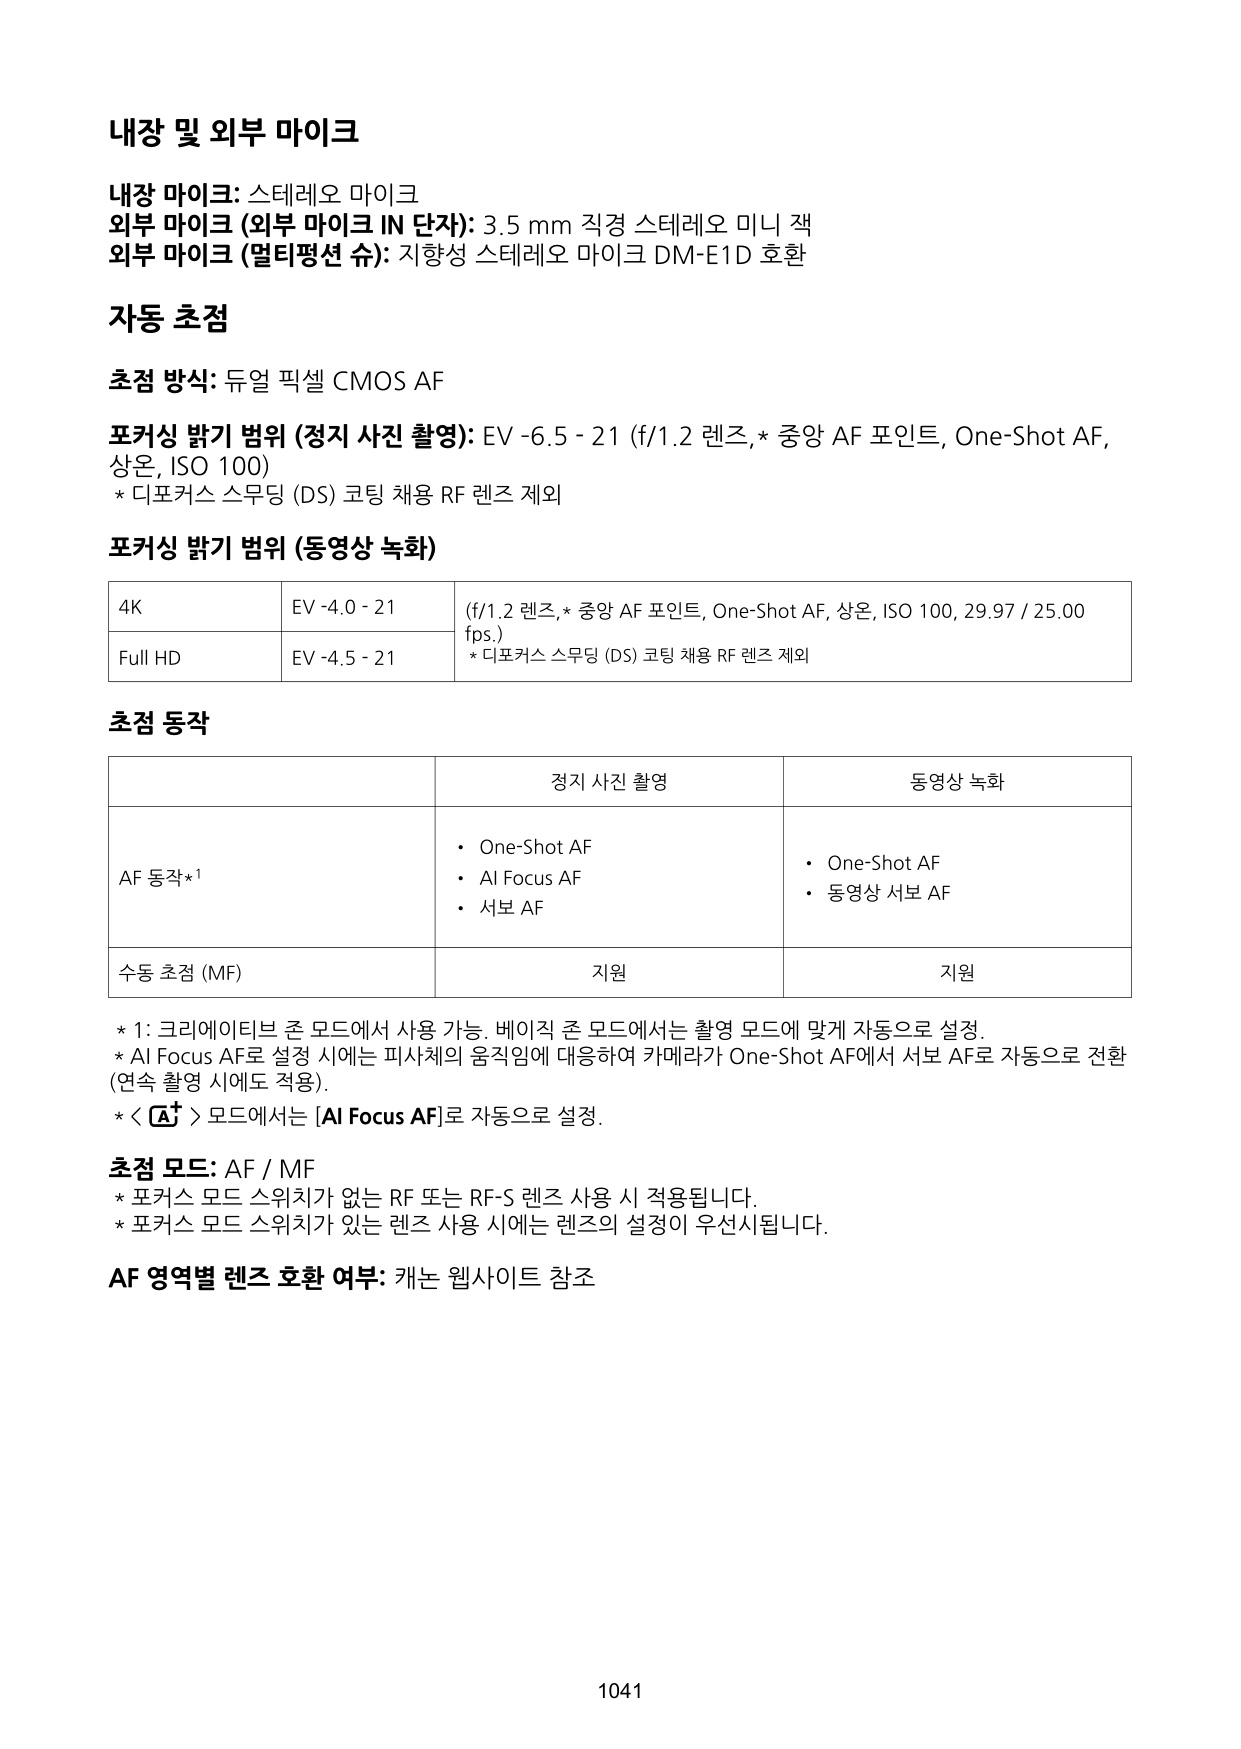 내장 및 외부 마이크
내장 마이크: 스테레오 마이크
외부 마이크 (외부 마이크 IN 단자): 3.5 mm 직경 스테레오 미니 잭
외부 마이크 (멀티펑션 슈): 지향성 스테레오 마이크 DM-E1D 호환
자동 초점
초점 방식: 듀얼 픽셀 CMOS AF
포커싱 밝기 범위 (정지 사진 촬영): EV -6.5 - 21 (f/1.2 렌즈,* 중앙 AF 포인트, One-Shot AF,
상온, ISO 100)
* 디포커스 스무딩 (DS) 코팅 채용 RF 렌즈 제외
포커싱 밝기 범위 (동영상 녹화)
4K EV -4.0 - 21 (f/1.2 렌즈,* 중앙 AF 포인트, One-Shot AF, 상온, ISO 100, 29.97 / 25.00
fps.)
Full HD EV -4.5 - 21 * 디포커스 스무딩 (DS) 코팅 채용 RF 렌즈 제외
초점 동작
정지 사진 촬영 동영상 녹화
AF 동작*1
• One-Shot AF
• AI Focus AF
• 서보 AF
• One-Shot AF
• 동영상 서보 AF
수동 초점 (MF) 지원 지원
* 1: 크리에이티브 존 모드에서 사용 가능. 베이직 존 모드에서는 촬영 모드에 맞게 자동으로 설정.
* AI Focus AF로 설정 시에는 피사체의 움직임에 대응하여 카메라가 One-Shot AF에서 서보 AF로 자동으로 전환
(연속 촬영 시에도 적용).
* < A+ > 모드에서는 [AI Focus AF]로 자동으로 설정.
초점 모드: AF / MF
* 포커스 모드 스위치가 없는 RF 또는 RF-S 렌즈 사용 시 적용됩니다.
* 포커스 모드 스위치가 있는 렌즈 사용 시에는 렌즈의 설정이 우선시됩니다.
AF 영역별 렌즈 호환 여부: 캐논 웹사이트 참조
1041